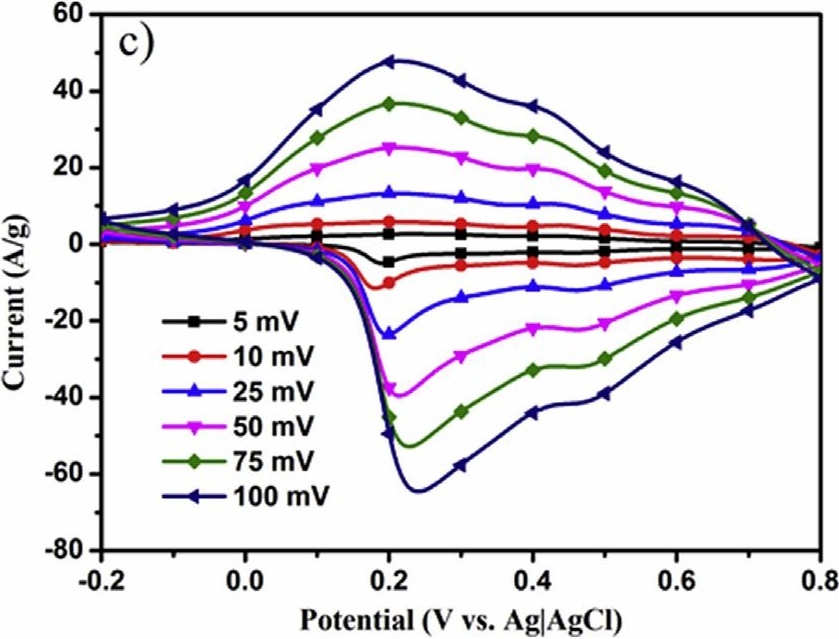 c)
60
40
20
0
-20
-40
-60
-80
Current (A/g)
5 mV
10 mV
25 mV
50 mV
75 mV
100 mV
-0.2 0.0 0.2 0.4 0.6 0.8
Potential (V vs. Ag|AgCl)